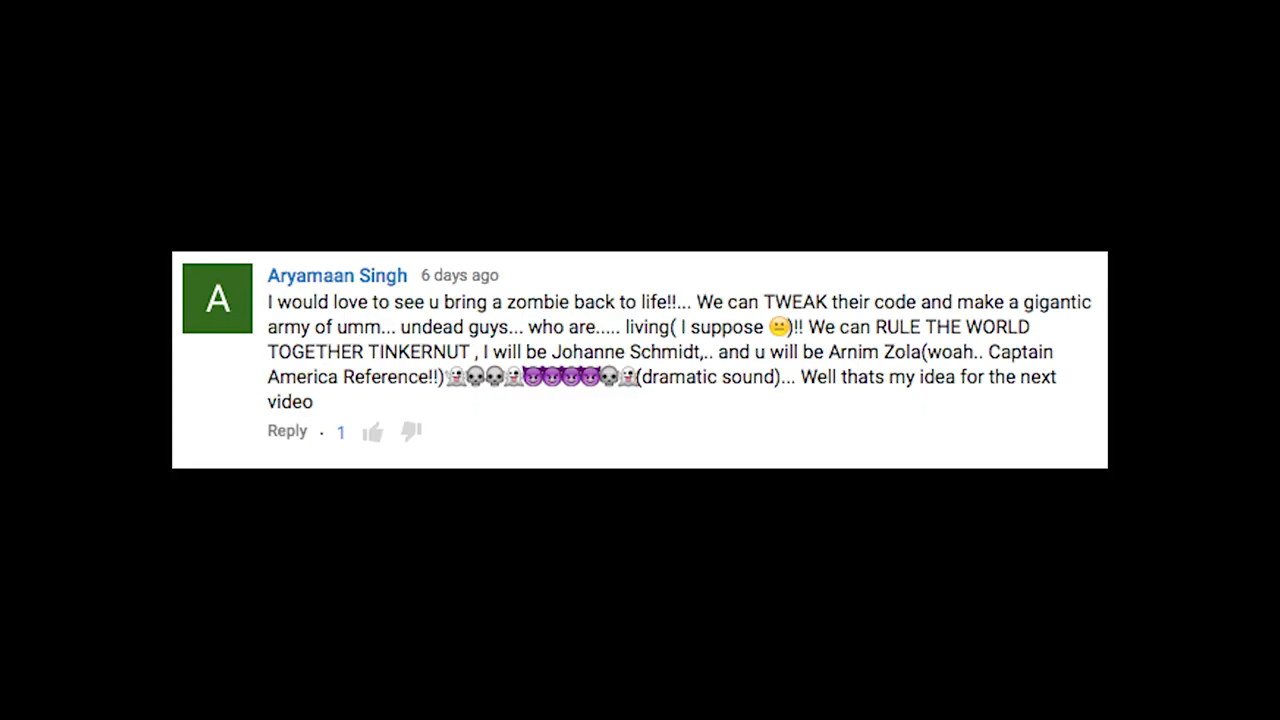 A
Aryamaan Singh 6 days ago
I would love to see u bring a zombie back to life!!... We can TWEAK their code and make a gigantic
army of umm... undead guys... who are..... living( I suppose 😐)!! We can RULE THE WORLD
TOGETHER TINKERNUT , I will be Johanne Schmidt,.. and u will be Arnim Zola(woah.. Captain
America Reference!!)👻💀💀👻😈😈😈😈💀👻(dramatic sound)... Well thats my idea for the next
video
Reply · 1